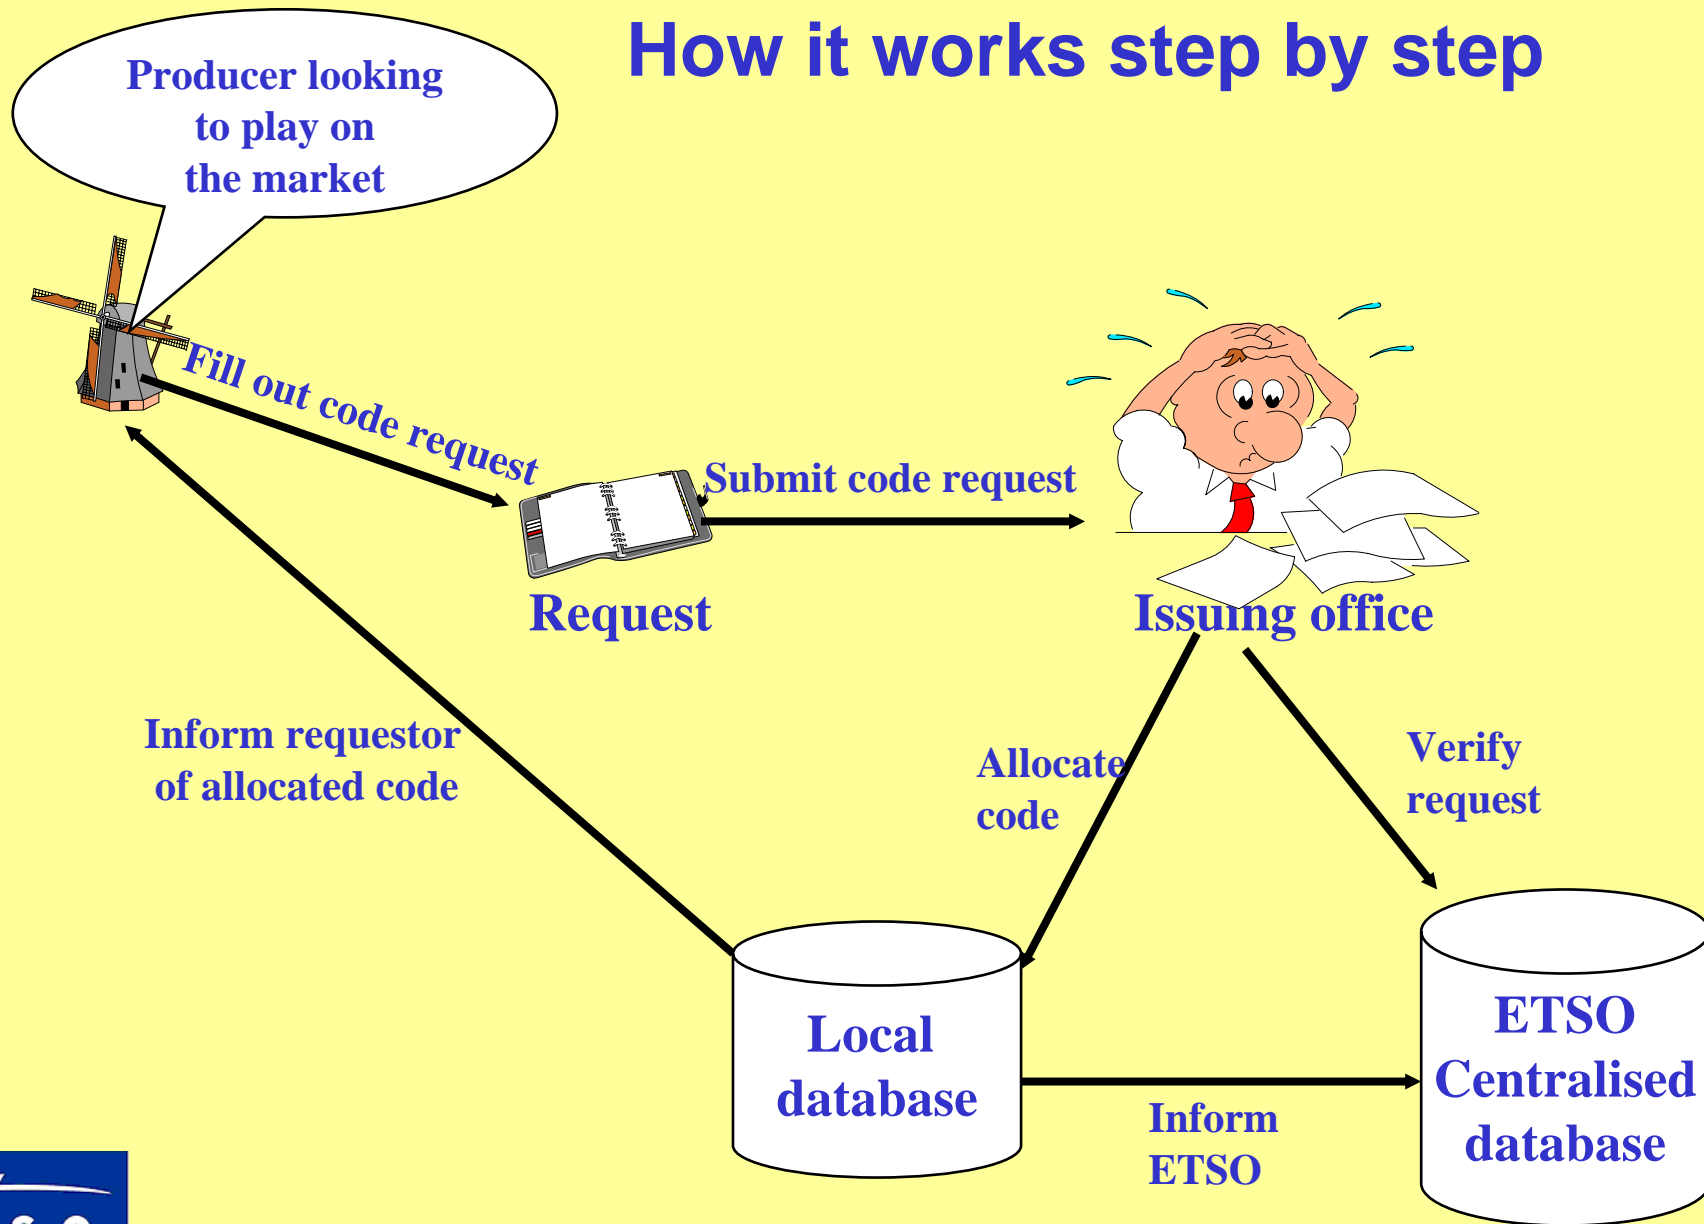 How it works step by step
Producer looking
to play on
the market
Fill out code request
Submit code request
Request
Issuing office
Inform requestor
of allocated code
Allocate
code
Verify
request
Local
database
Inform
ETSO
ETSO
Centralised
database